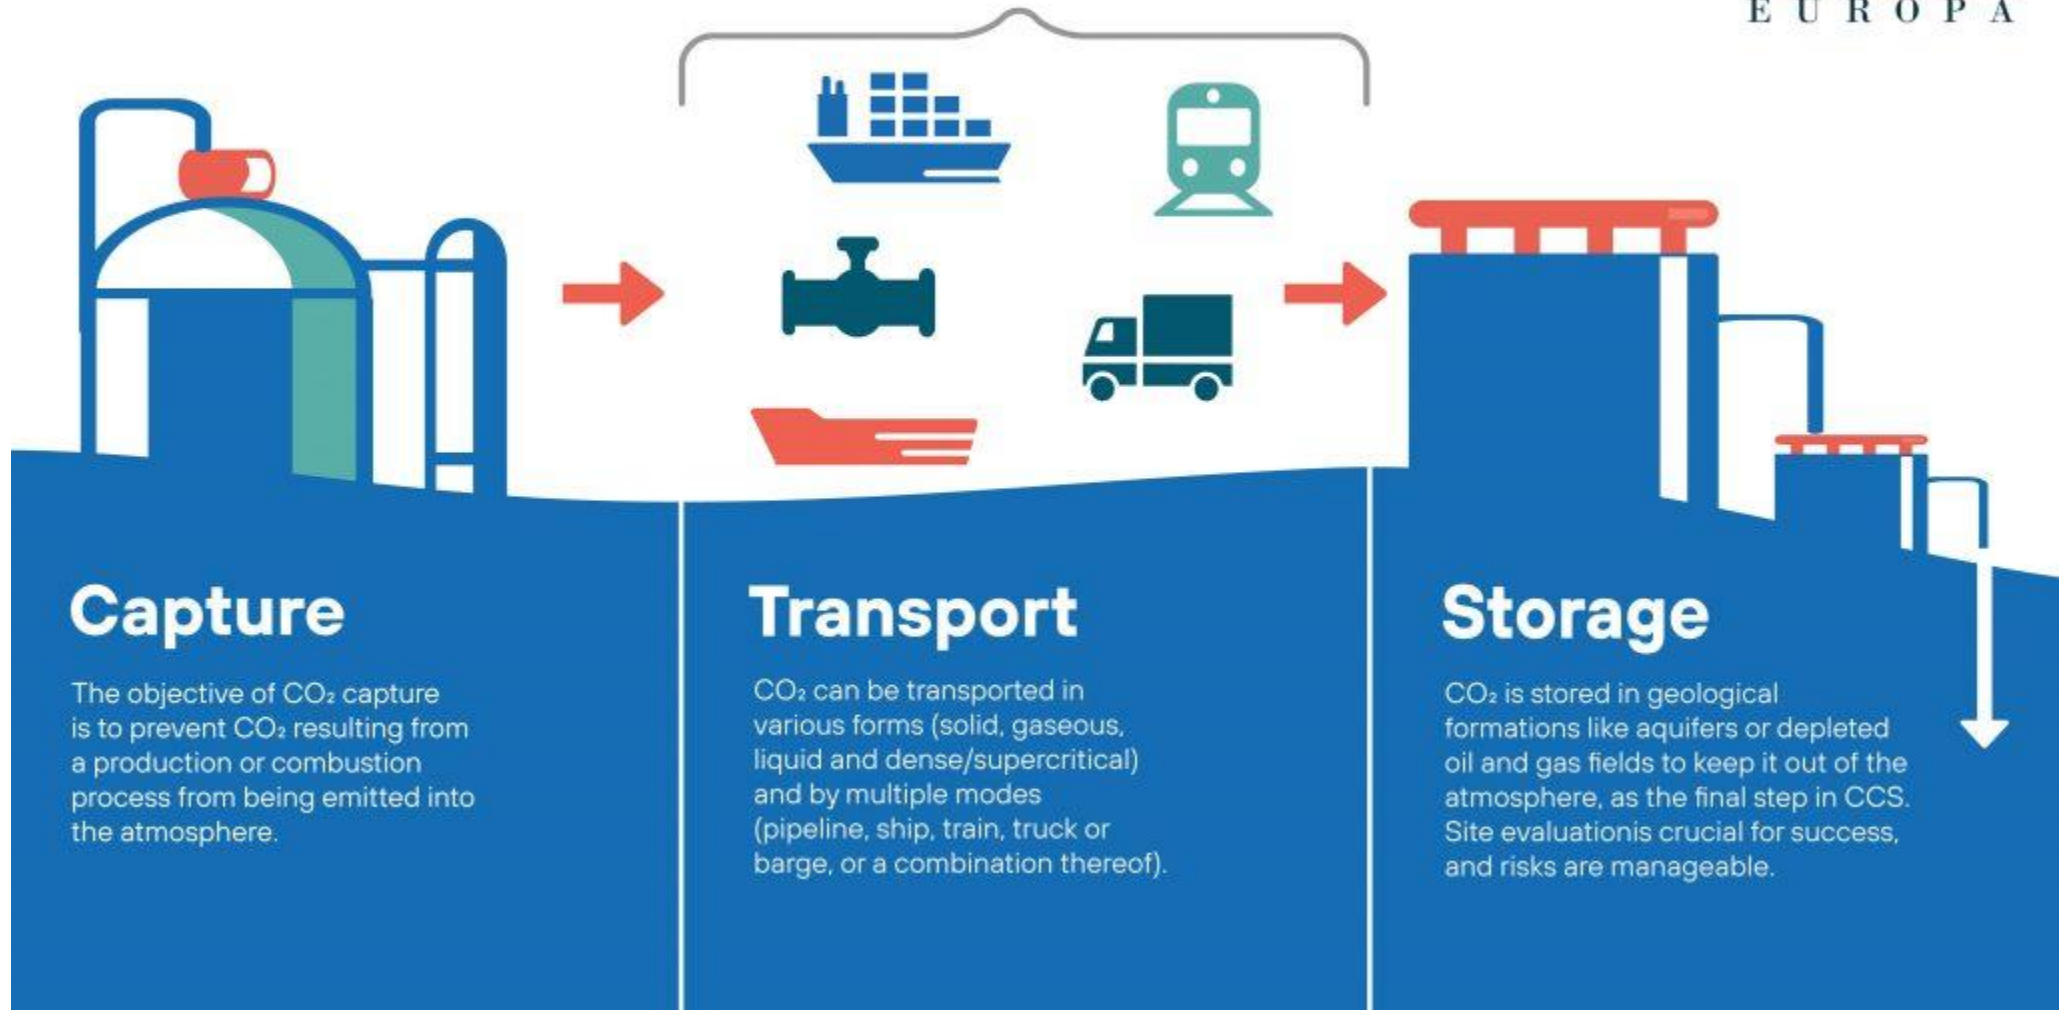 EUROPA
Capture
The objective of CO₂ capture
is to prevent CO₂ resulting from
a production or combustion
process from being emitted into
the atmosphere.
Transport
CO₂ can be transported in
various forms (solid, gaseous,
liquid and dense/supercritical)
and by multiple modes
(pipeline, ship, train, truck or
barge, or a combination thereof).
Storage
CO₂ is stored in geological
formations like aquifers or depleted
oil and gas fields to keep it out of the
atmosphere, as the final step in CCS.
Site evaluationis crucial for success,
and risks are manageable.